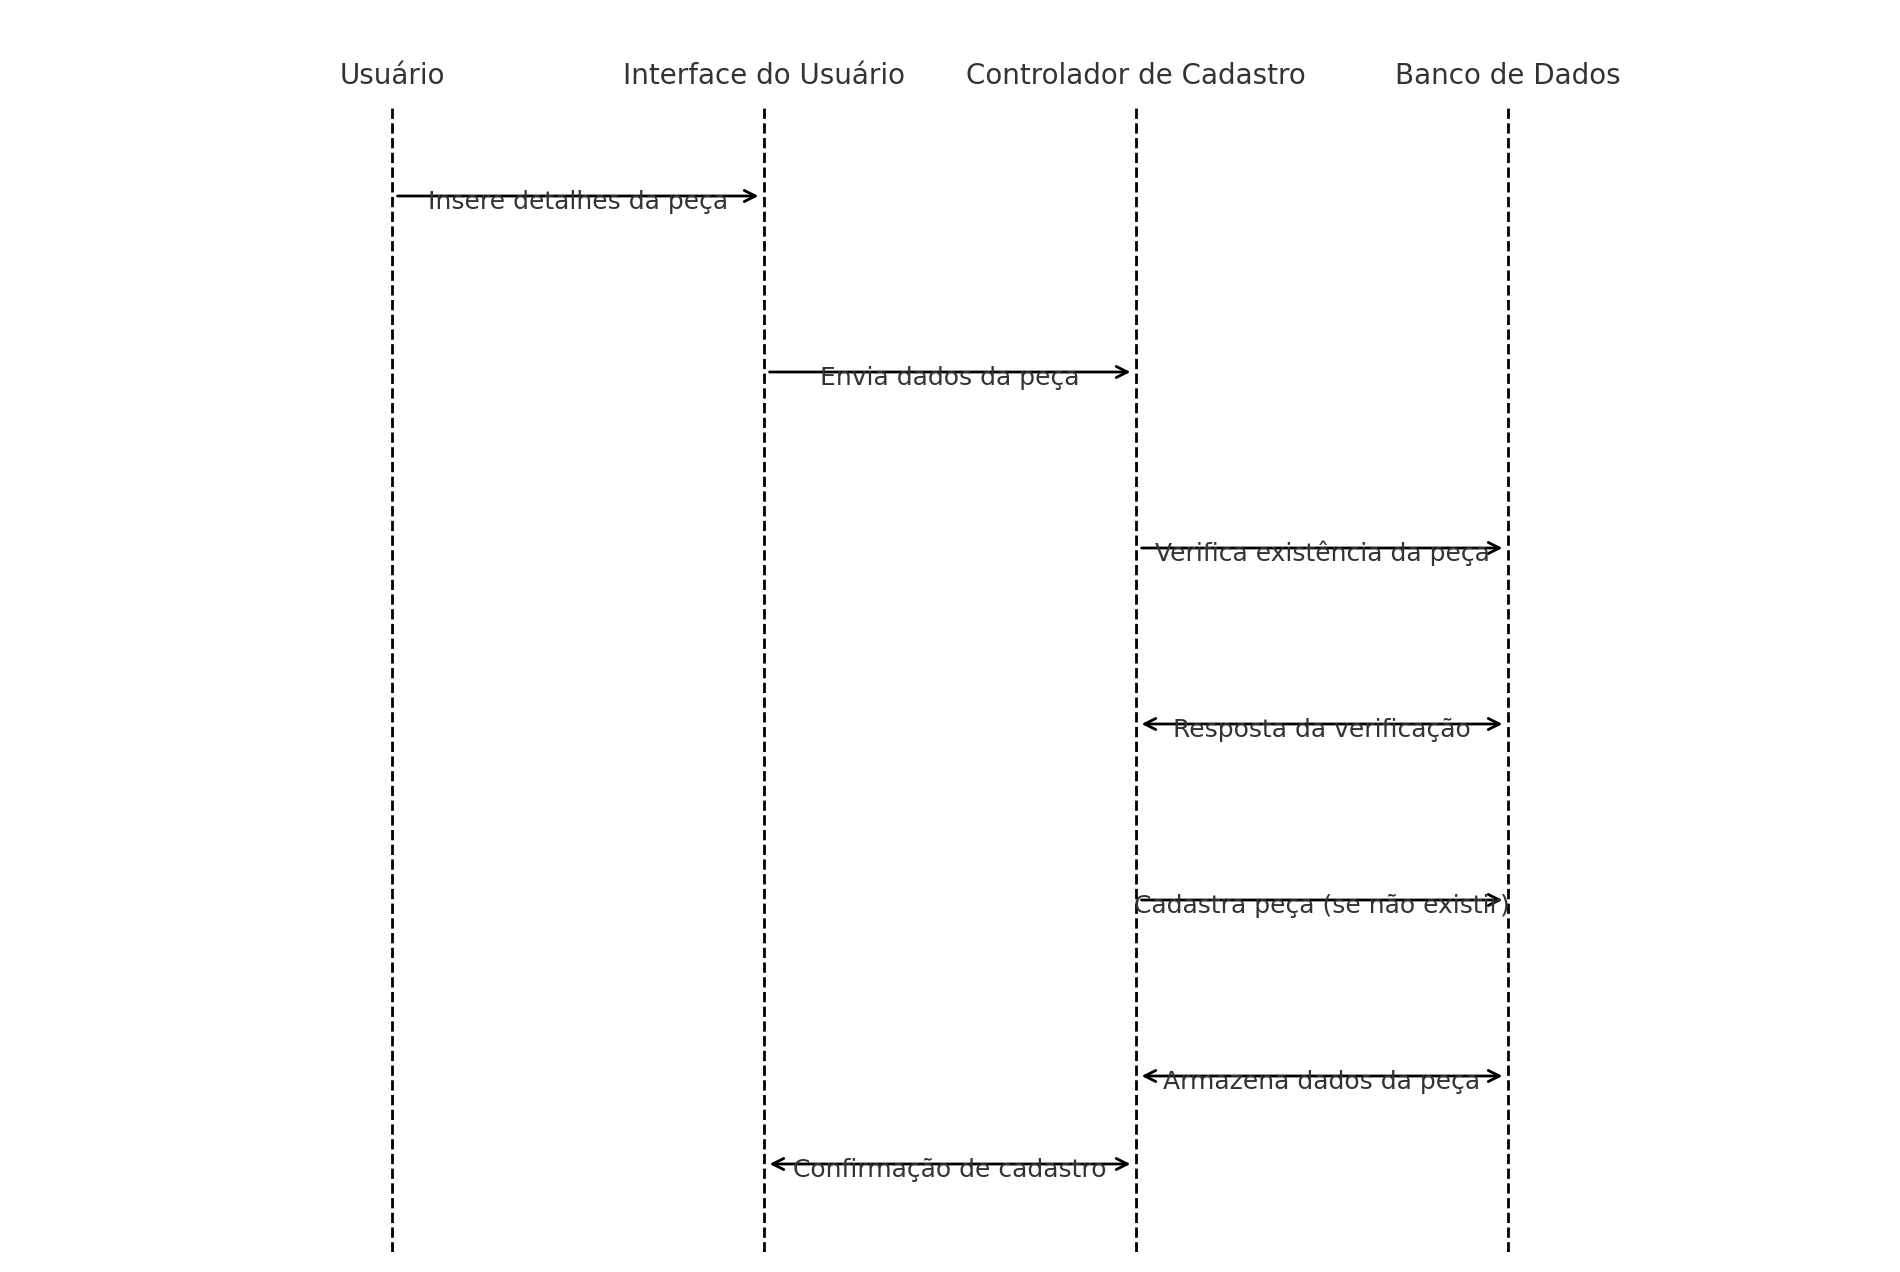 Usuário
Interface do Usuário
Controlador de Cadastro
Banco de Dados
Insere detalhes da peça
Envia dados da peça
Verifica existência da peça
Resposta da verificação
Cadastra peça (se não existir)
Armazena dados da peça
Confirmação de cadastro